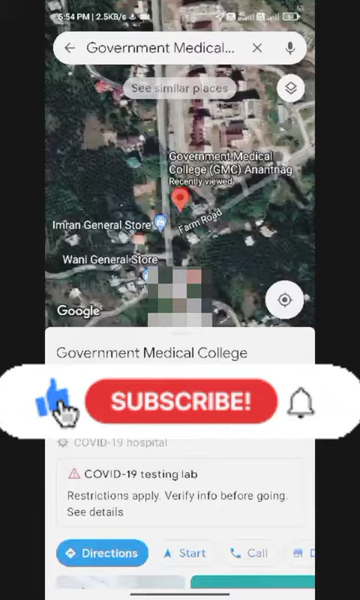 5:54 PM | 2.5KB/s
Government Medical...
See similar places
Government Medical
College (GMC) Anantnag
Recently viewed
Imran General Store
Farm Road
Wani General Store
Google
Government Medical College
SUBSCRIBE!
COVID-19 hospital
COVID-19 testing lab
Restrictions apply. Verify info before going.
See details
Directions
Start
Call